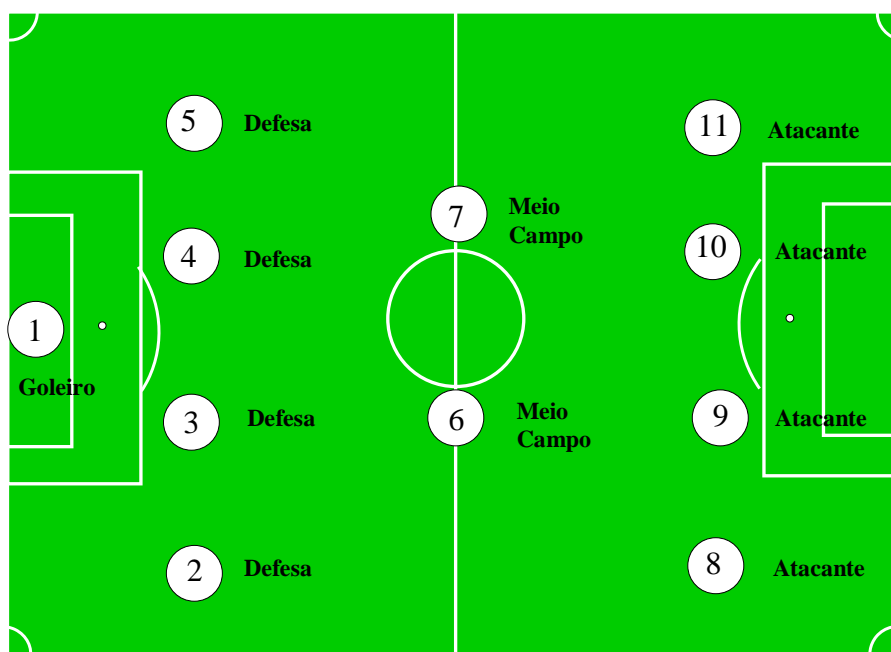 5 Defesa
11 Atacante
7 Meio
Campo
4 Defesa
10 Atacante
1
Goleiro
3 Defesa
6 Meio
Campo
9 Atacante
2 Defesa
8 Atacante